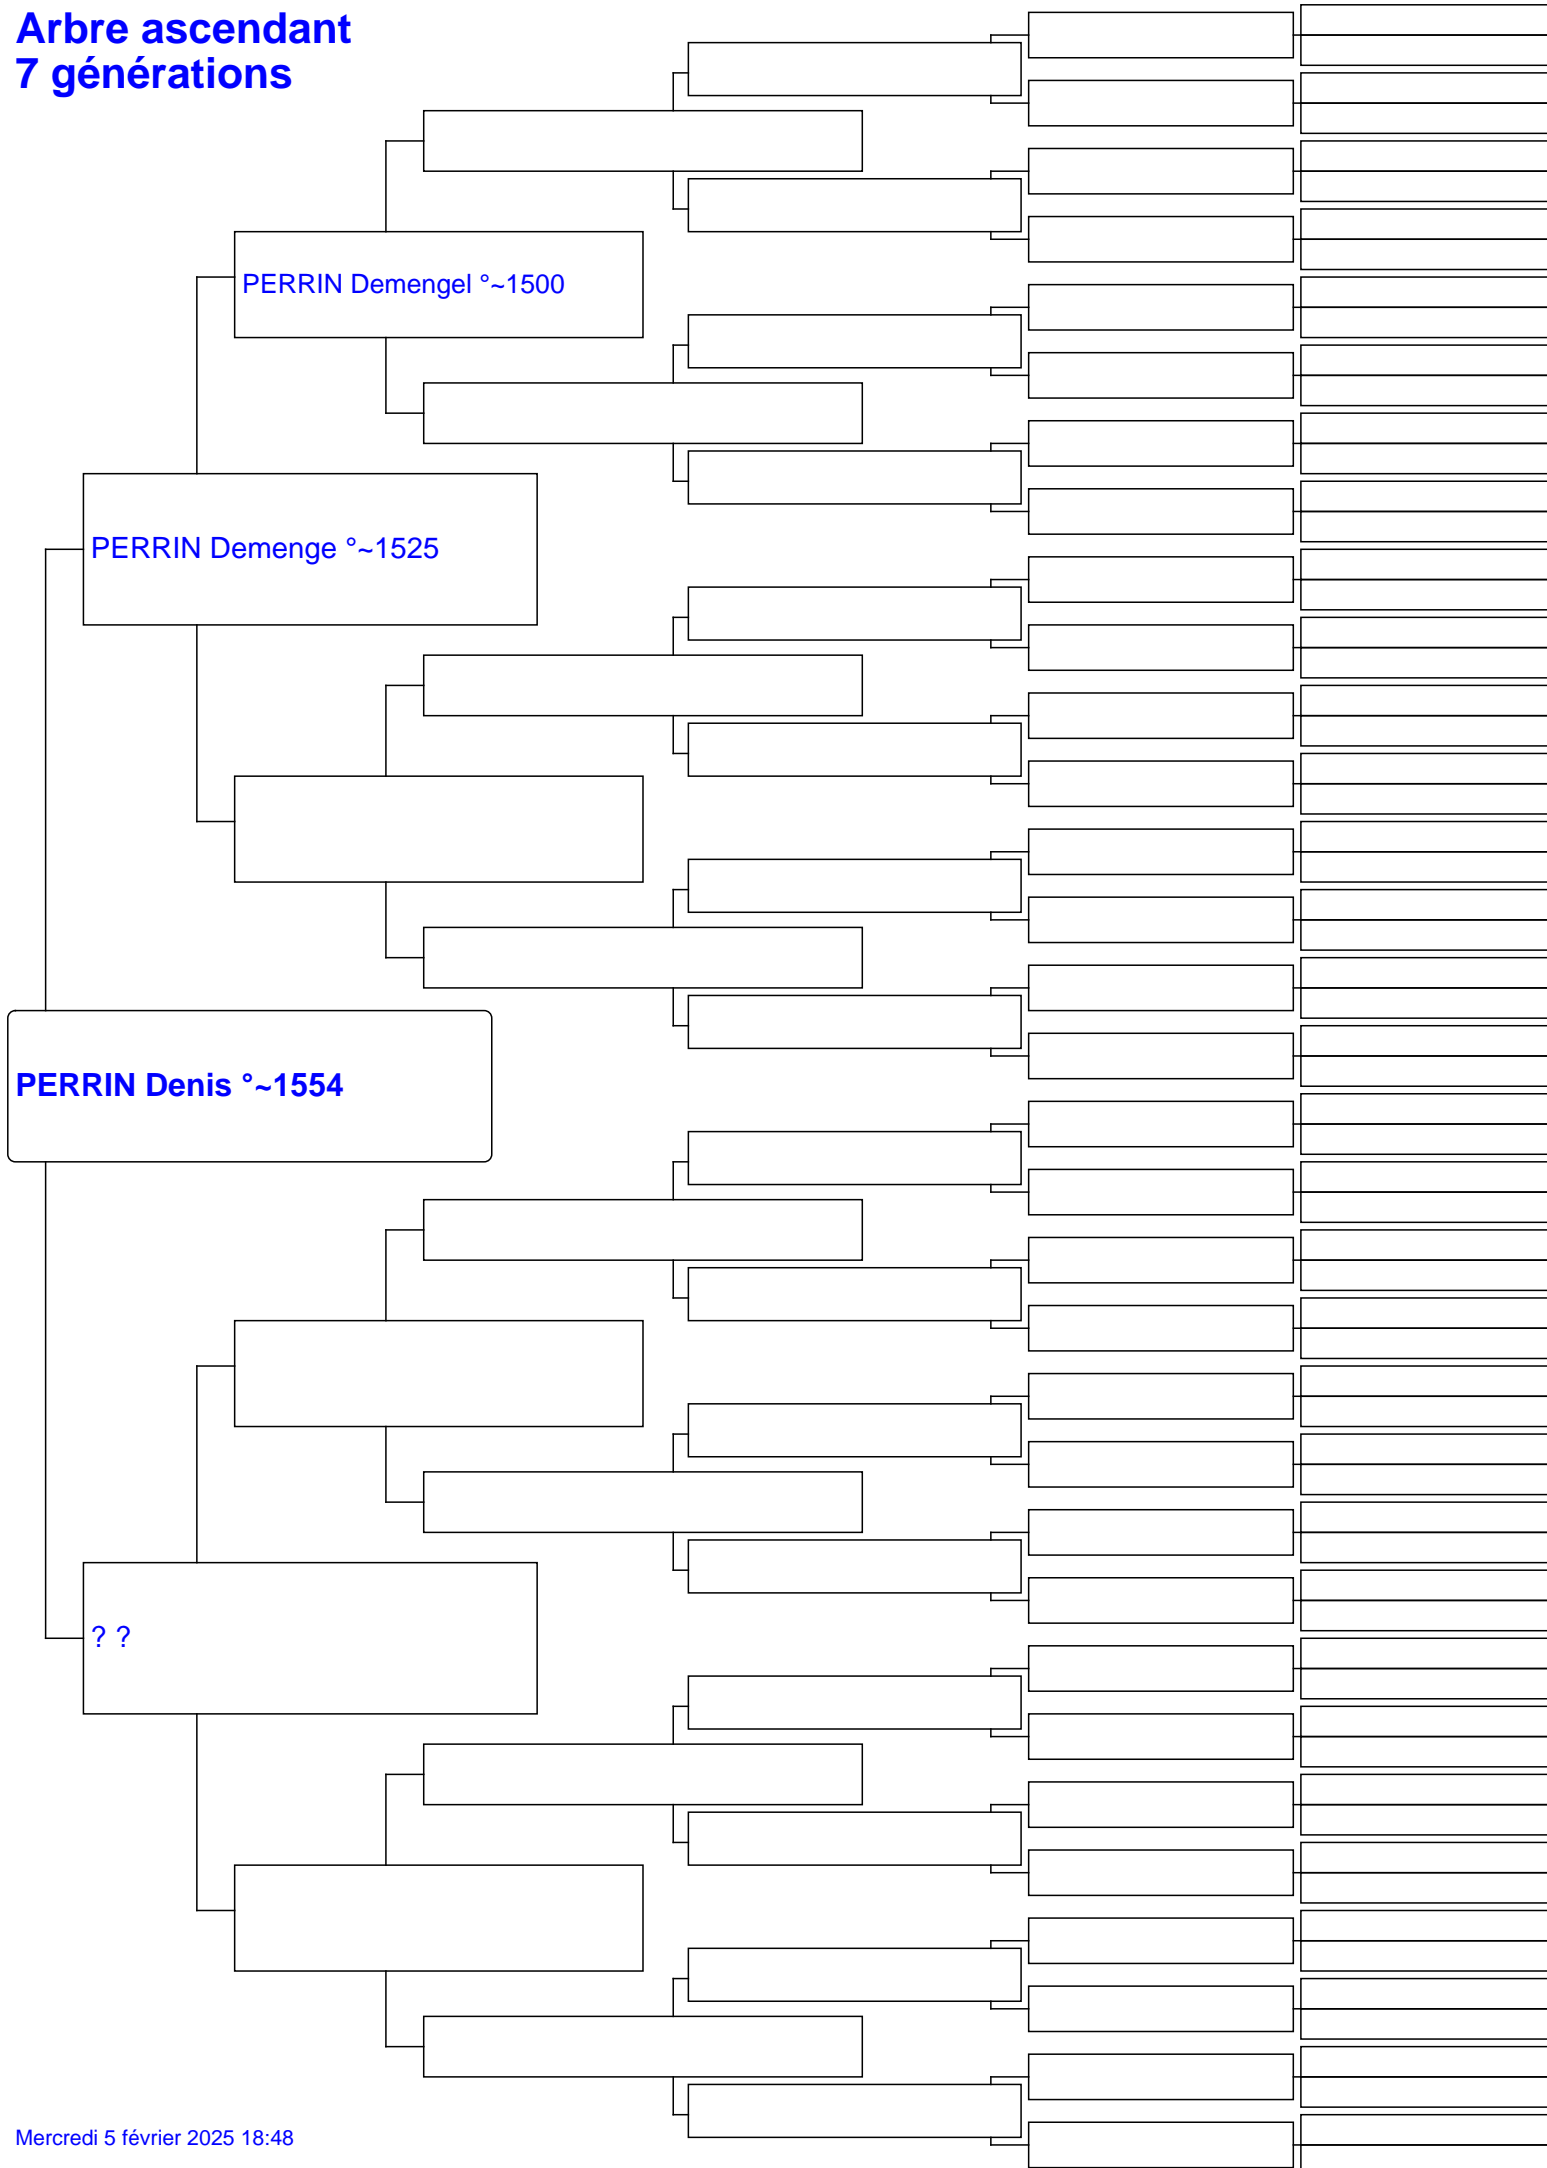 Arbre ascendant
7 générations
PERRIN Demengel °~1500
PERRIN Demenge °~1525
PERRIN Denis °~1554
? ?
Mercredi 5 février 2025 18:48